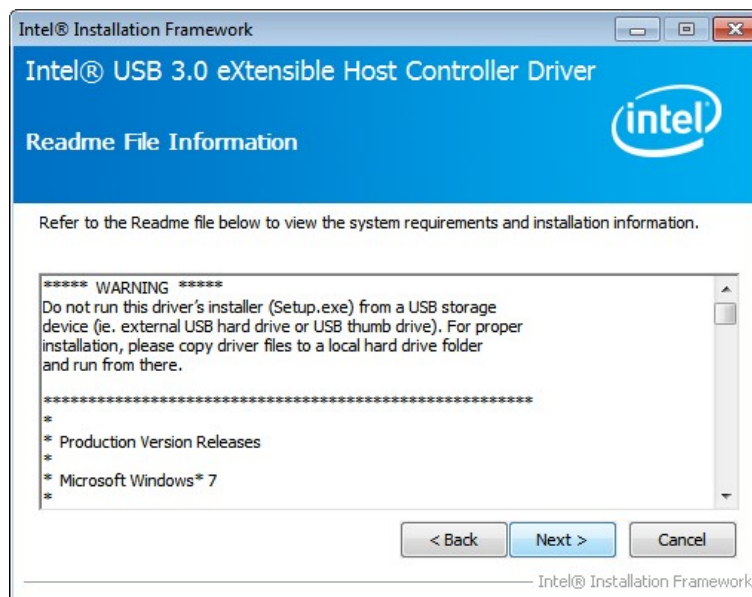 Intel® Installation Framework
Intel® USB 3.0 eXtensible Host Controller Driver
intel®
Readme File Information
Refer to the Readme file below to view the system requirements and installation information.
***** WARNING *****
Do not run this driver's installer (Setup.exe) from a USB storage
device (ie. external USB hard drive or USB thumb drive). For proper
installation, please copy driver files to a local hard drive folder
and run from there.
*******************************************************
*
* Production Version Releases
*
* Microsoft Windows* 7
*
< Back Next > Cancel
Intel® Installation Framework